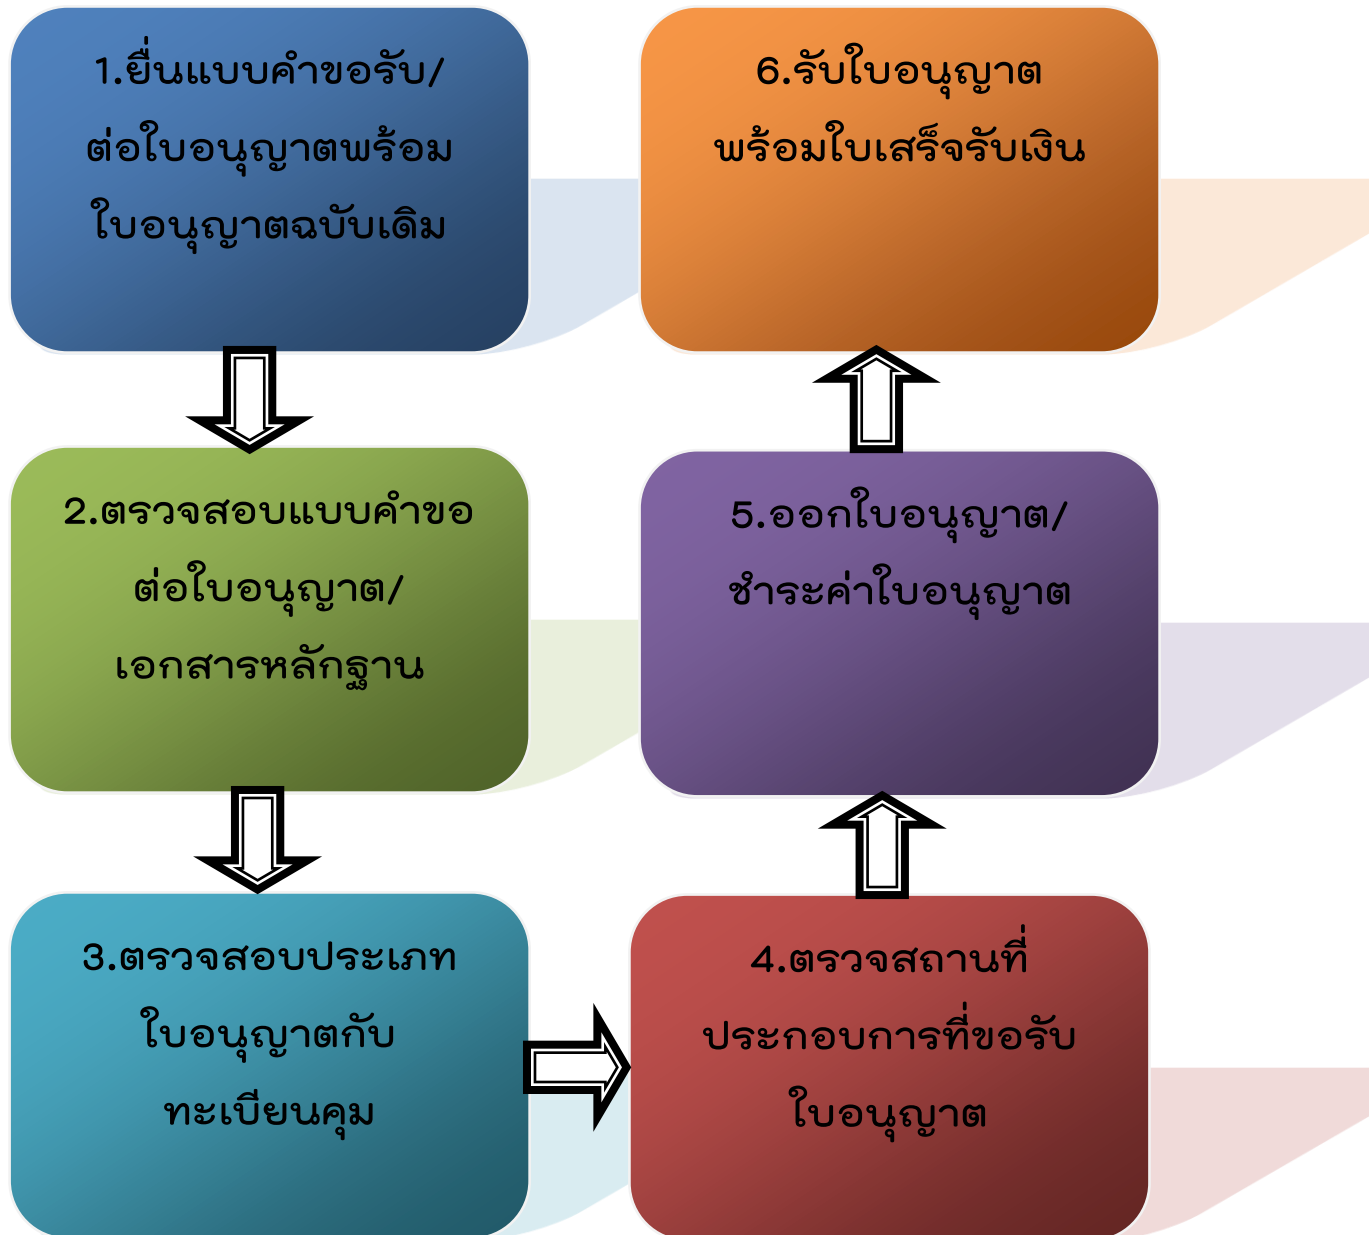 1.ยื่นแบบคำขอรับ/
ต่อใบอนุญาตพร้อม
ใบอนุญาตฉบับเดิม
2.ตรวจสอบแบบคำขอ
ต่อใบอนุญาต/
เอกสารหลักฐาน
3.ตรวจสอบประเภท
ใบอนุญาตกับ
ทะเบียนคุม
4.ตรวจสถานที่
ประกอบการที่ขอรับ
ใบอนุญาต
5.ออกใบอนุญาต/
ชำระค่าใบอนุญาต
6.รับใบอนุญาต
พร้อมใบเสร็จรับเงิน